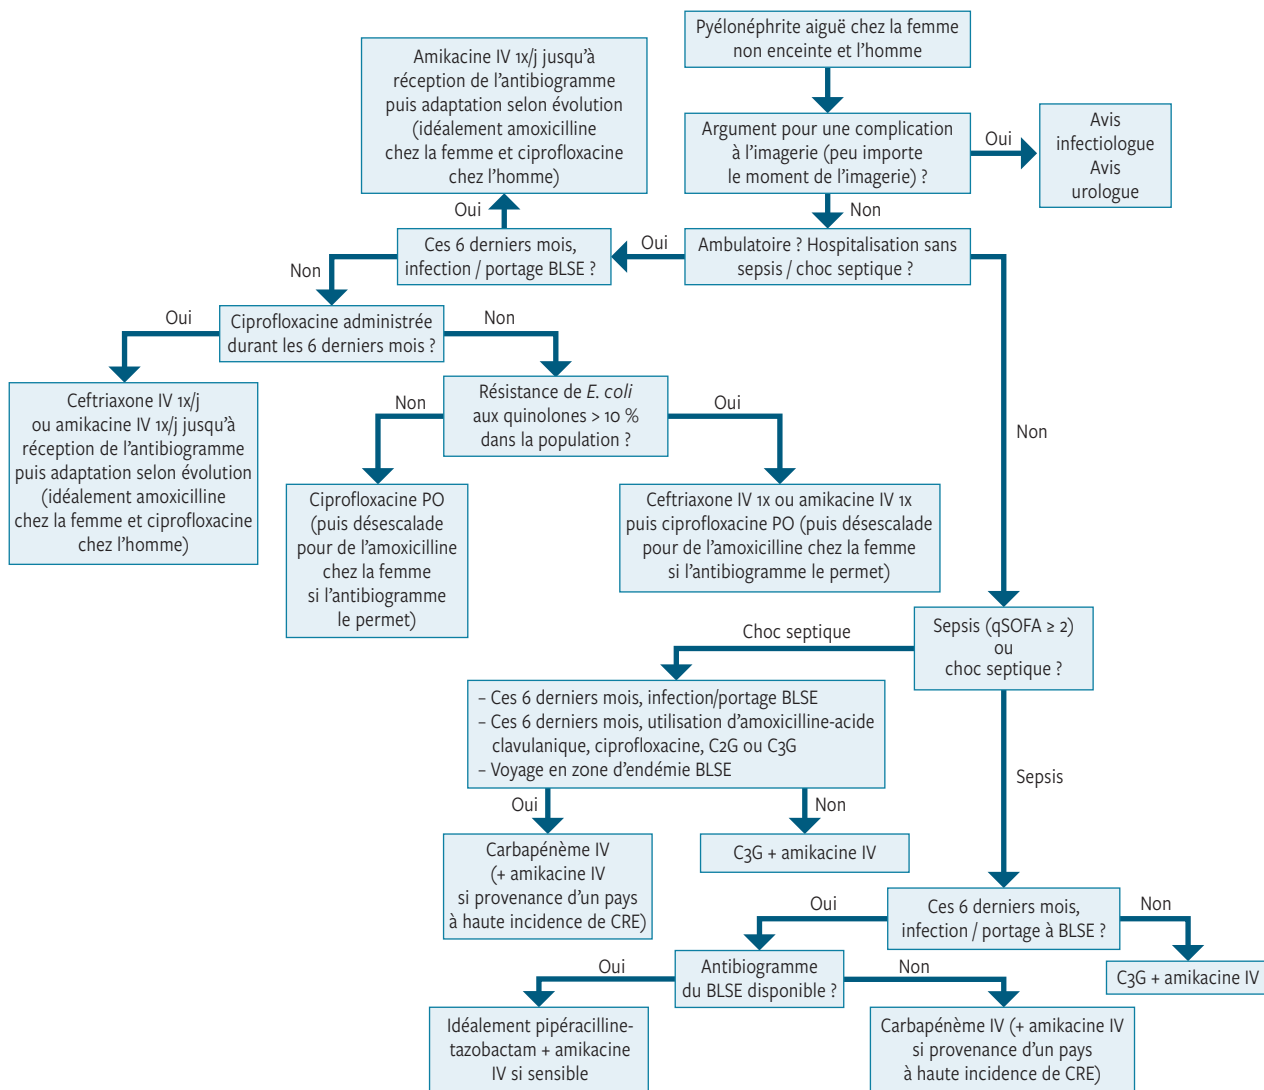 Pyélonéphrite aiguë chez la femme
non enceinte et l'homme
Argument pour une complication
à l'imagerie (peu importe
le moment de l'imagerie) ?
Oui
Avis
infectiologue
Avis
urologue
Non
Ambulatoire ? Hospitalisation sans
sepsis / choc septique ?
Oui
Ces 6 derniers mois,
infection / portage BLSE ?
Oui
Amikacine IV 1x/j jusqu'à
réception de l'antibiogramme
puis adaptation selon évolution
(idéalement amoxicilline
chez la femme et ciprofloxacine
chez l'homme)
Non
Ciprofloxacine administrée
durant les 6 derniers mois ?
Oui
Ceftriaxone IV 1x/j
ou amikacine IV 1x/j jusqu'à
réception de l'antibiogramme
puis adaptation selon évolution
(idéalement amoxicilline
chez la femme et ciprofloxacine
chez l'homme)
Non
Résistance de E. coli
aux quinolones > 10 %
dans la population ?
Non
Ciprofloxacine PO
(puis désescalade
pour de l'amoxicilline
chez la femme
si l'antibiogramme
le permet)
Oui
Ceftriaxone IV 1x ou amikacine IV 1x
puis ciprofloxacine PO (puis désescalade
pour de l'amoxicilline chez la femme
si l'antibiogramme le permet)
Non
Sepsis (qSOFA ≥ 2)
ou
choc septique ?
Choc septique
– Ces 6 derniers mois, infection/portage BLSE
– Ces 6 derniers mois, utilisation d'amoxicilline-acide
clavulanique, ciprofloxacine, C2G ou C3G
– Voyage en zone d'endémie BLSE
Oui
Carbapénème IV
(+ amikacine IV
si provenance d'un pays
à haute incidence de CRE)
Non
C3G + amikacine IV
Sepsis
Ces 6 derniers mois,
infection / portage à BLSE ?
Non
C3G + amikacine IV
Oui
Antibiogramme
du BLSE disponible ?
Oui
Idéalement pipéracilline-
tazobactam + amikacine
IV si sensible
Non
Carbapénème IV (+ amikacine IV
si provenance d'un pays
à haute incidence de CRE)